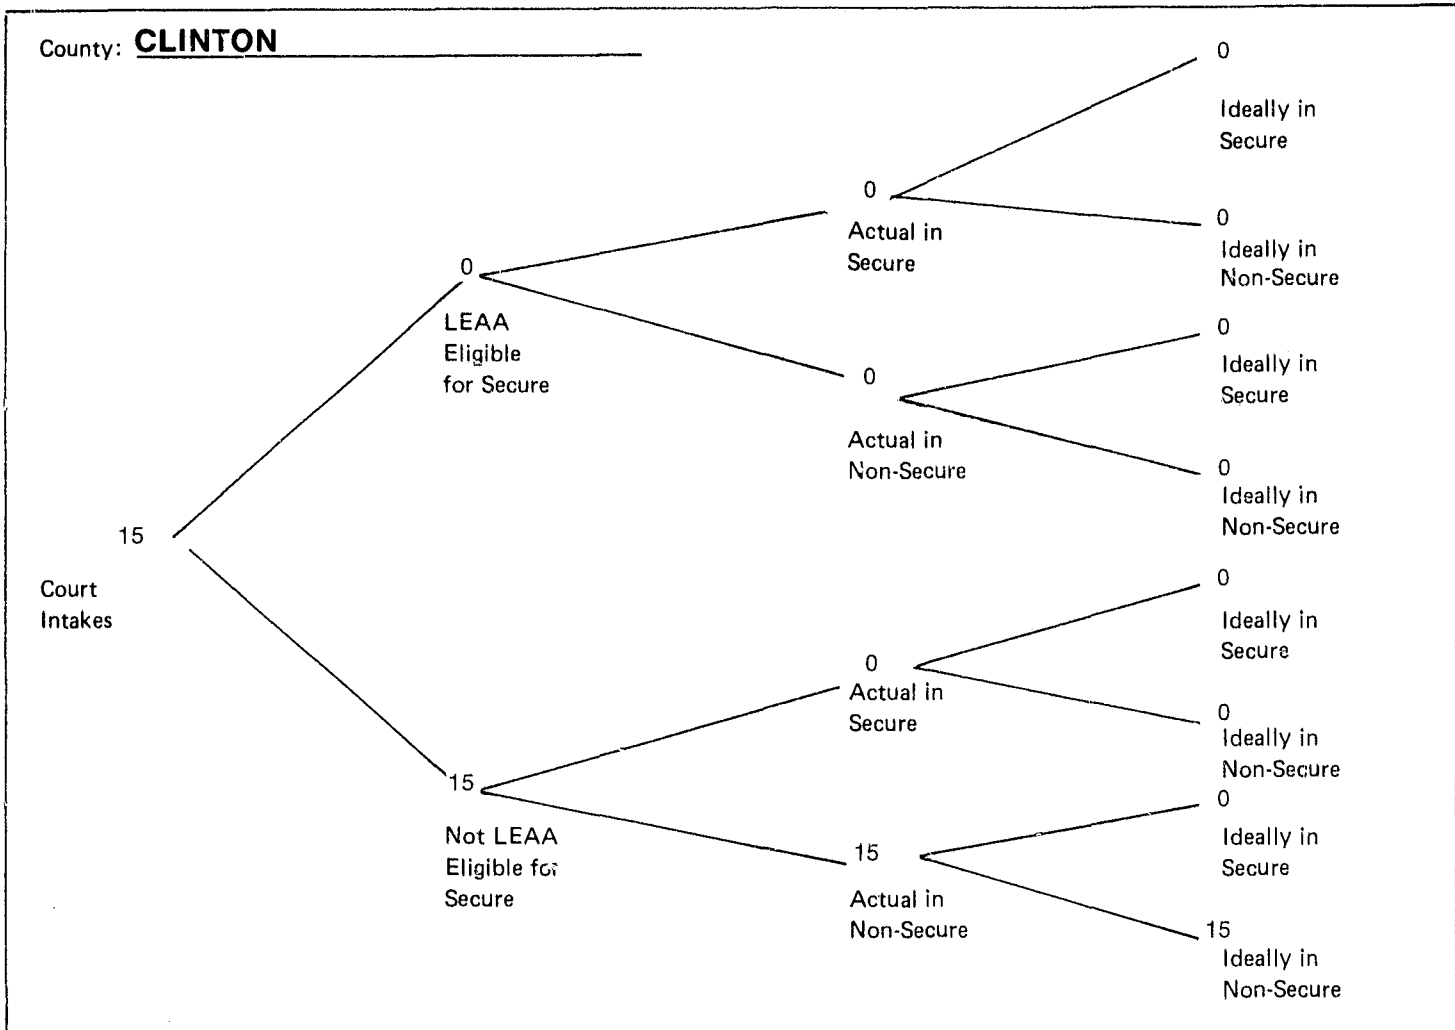 County: CLINTON
0
Ideally in
Secure
0
Actual in
Secure
0
Ideally in
Non-Secure
0
LEAA
Eligible
for Secure
0
Ideally in
Secure
0
Actual in
Non-Secure
0
Ideally in
Non-Secure
15
Court
Intakes
0
Ideally in
Secure
0
Actual in
Secure
0
Ideally in
Non-Secure
15
Not LEAA
Eligible for
Secure
0
Ideally in
Secure
15
Actual in
Non-Secure
15
Ideally in
Non-Secure